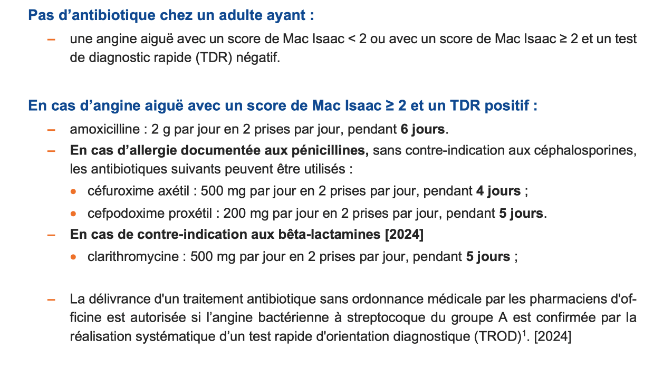 Pas d'antibiotique chez un adulte ayant :
– une angine aiguë avec un score de Mac Isaac < 2 ou avec un score de Mac Isaac ≥ 2 et un test
de diagnostic rapide (TDR) négatif.
En cas d'angine aiguë avec un score de Mac Isaac ≥ 2 et un TDR positif :
– amoxicilline : 2 g par jour en 2 prises par jour, pendant 6 jours.
– En cas d'allergie documentée aux pénicillines, sans contre-indication aux céphalosporines,
les antibiotiques suivants peuvent être utilisés :
• céfuroxime axétil : 500 mg par jour en 2 prises par jour, pendant 4 jours ;
• cefpodoxime proxétil : 200 mg par jour en 2 prises par jour, pendant 5 jours.
– En cas de contre-indication aux bêta-lactamines [2024]
• clarithromycine : 500 mg par jour en 2 prises par jour, pendant 5 jours ;
– La délivrance d'un traitement antibiotique sans ordonnance médicale par les pharmaciens d'of-
ficine est autorisée si l'angine bactérienne à streptocoque du groupe A est confirmée par la
réalisation systématique d'un test rapide d'orientation diagnostique (TROD)¹. [2024]